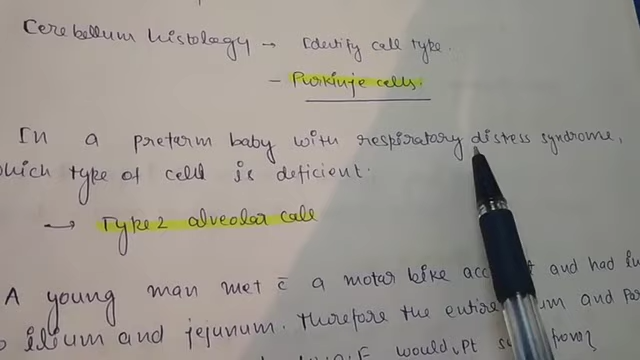 Cerebellum histology → Identify cell type.
- Purkinje cells.
In a preterm baby with respiratory distess syndrome,
which type of cell is deficient.
→ Type 2 alveolar cell
A young man met c̄ a motar bike and had
ilium and jejunum. Therefore the entire and
would, Pt